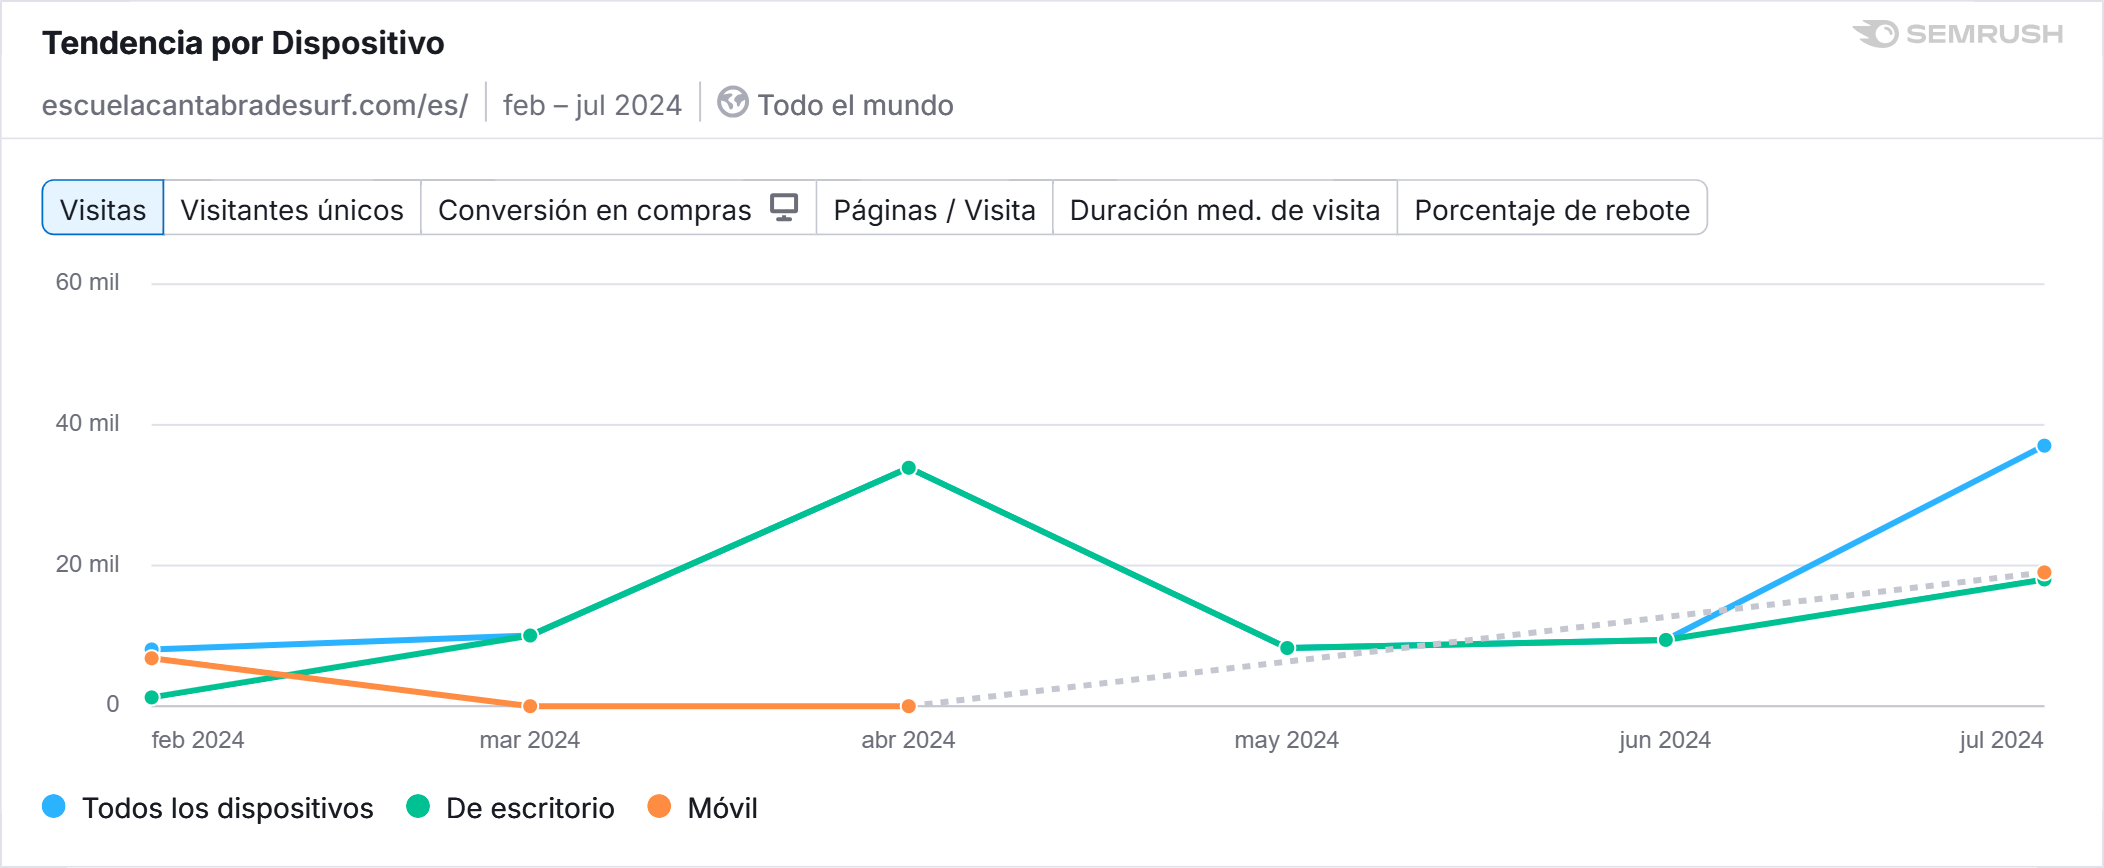 Tendencia por Dispositivo
SEMRUSH
escuelacantabradesurf.com/es/ feb – jul 2024 Todo el mundo
Visitas Visitantes únicos Conversión en compras Páginas / Visita Duración med. de visita Porcentaje de rebote
60 mil
40 mil
20 mil
0
feb 2024 mar 2024 abr 2024 may 2024 jun 2024 jul 2024
Todos los dispositivos De escritorio Móvil